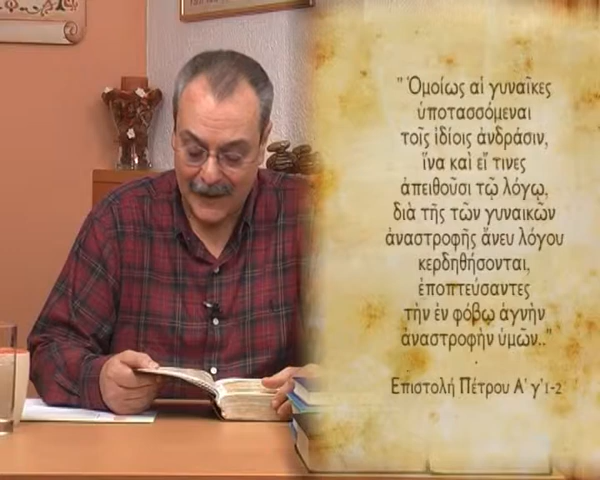 " Ὁμοίως αἱ γυναῖκες
ὑποτασσόμεναι
τοῖς ἰδίοις ἀνδράσιν,
ἵνα καὶ εἴ τινες
ἀπειθοῦσι τῷ λόγῳ,
διὰ τῆς τῶν γυναικῶν
ἀναστροφῆς ἄνευ λόγου
κερδηθήσονται,
ἐποπτεύσαντες
τὴν ἐν φόβῳ ἁγνὴν
ἀναστροφὴν ὑμῶν.."
Επιστολή Πέτρου Α' γ'1-2